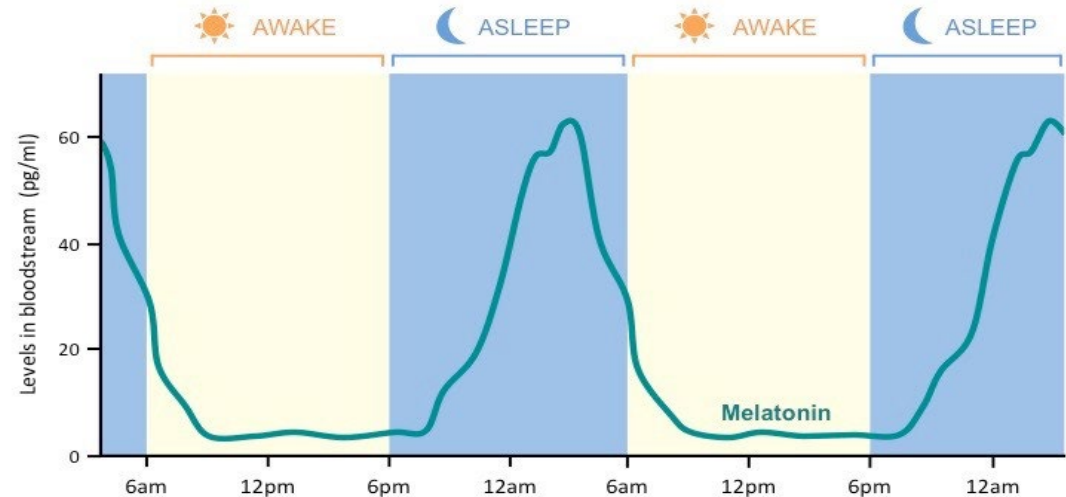 AWAKE ASLEEP AWAKE ASLEEP
Levels in bloodstream (pg/ml)
60
40
20
0
Melatonin
6am 12pm 6pm 12am 6am 12pm 6pm 12am